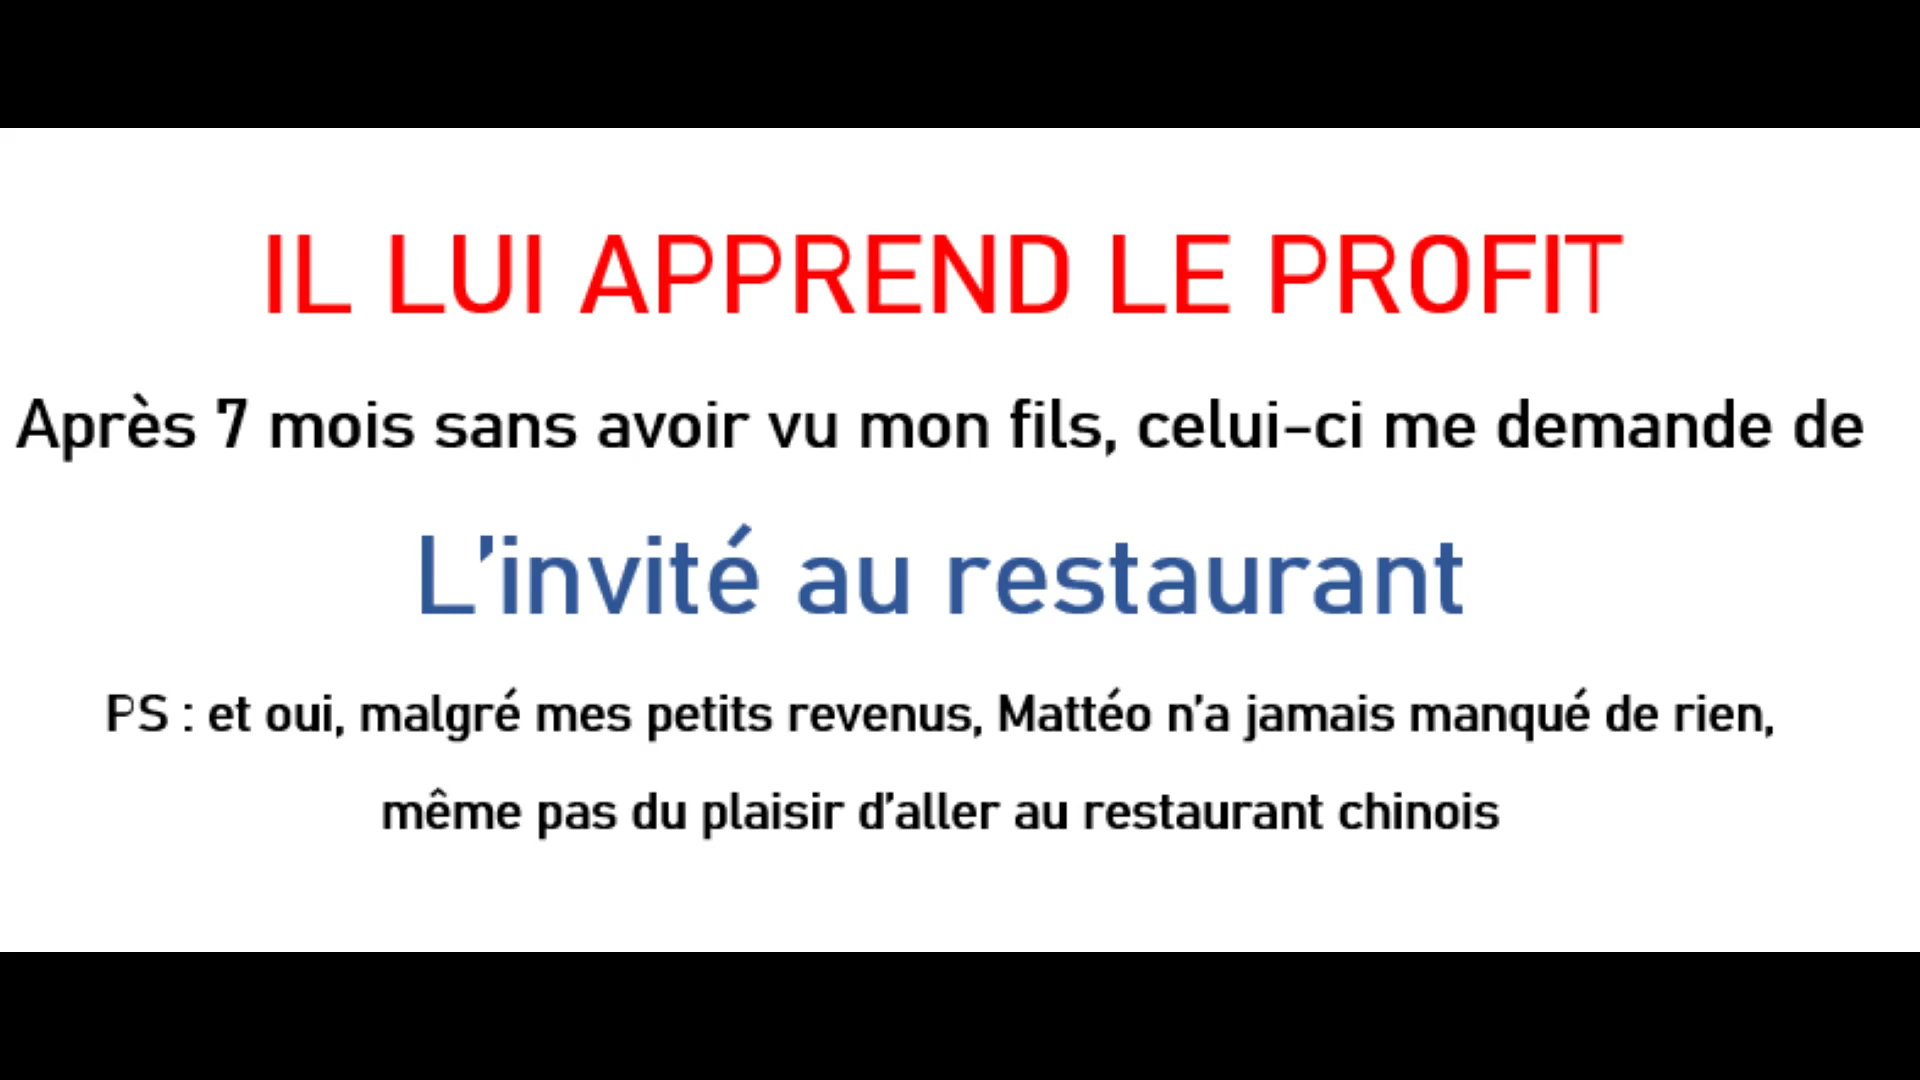 IL LUI APPREND LE PROFIT
Après 7 mois sans avoir vu mon fils, celui-ci me demande de
L'invité au restaurant
PS : et oui, malgré mes petits revenus, Mattéo n'a jamais manqué de rien,
même pas du plaisir d'aller au restaurant chinois